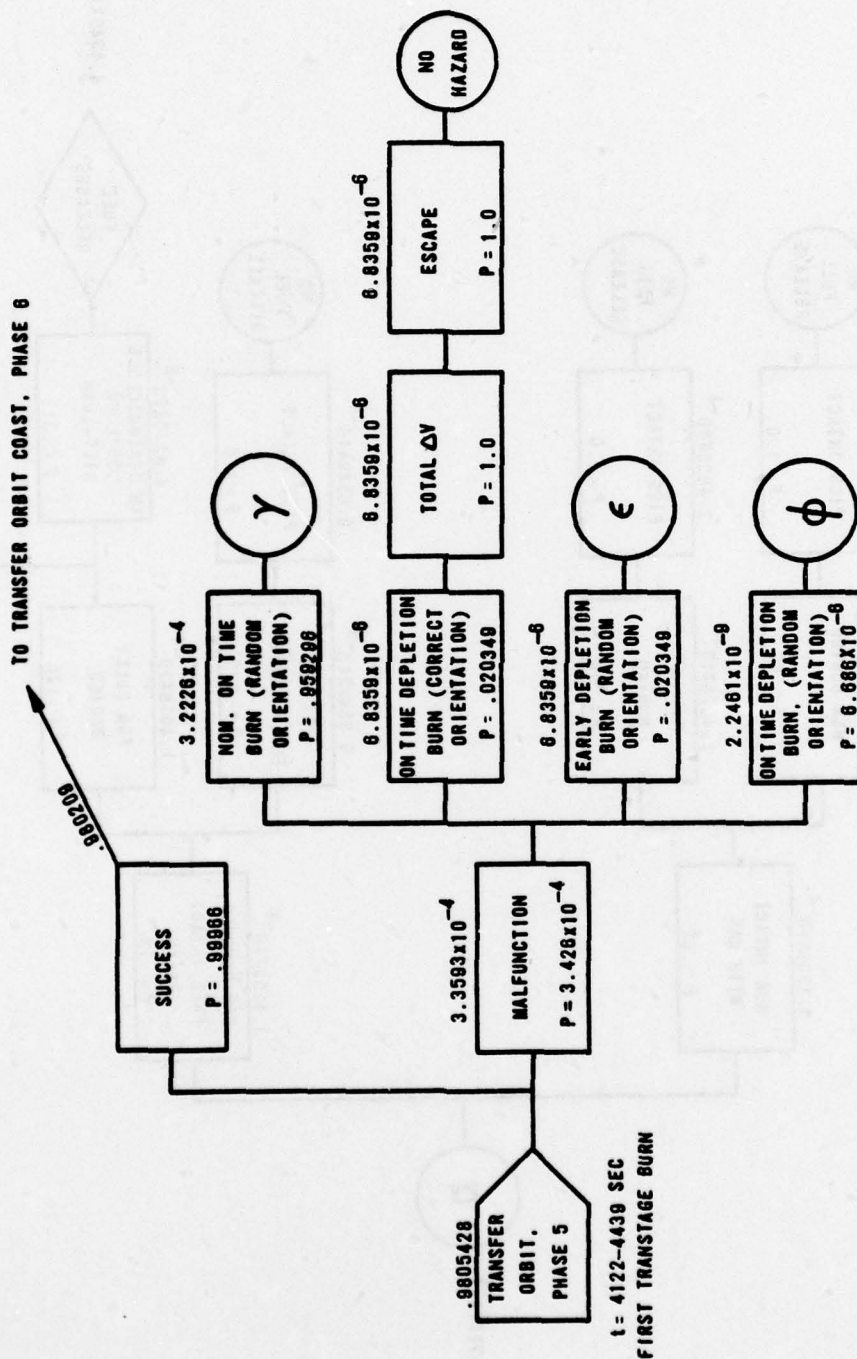 TO TRANSFER ORBIT COAST, PHASE 6
.980209
SUCCESS
P = .99966
.9805428
TRANSFER
ORBIT,
PHASE 5
t = 4122-4439 SEC
FIRST TRANSTAGE BURN
3.3593x10⁻⁴
MALFUNCTION
P = 3.426x10⁻⁴
3.2226x10⁻⁴
NOM. ON TIME
BURN (RANDOM
ORIENTATION)
P = .959296
γ
6.8359x10⁻⁶
ON TIME DEPLETION
BURN (CORRECT
ORIENTATION)
P = .020349
6.8359x10⁻⁶
TOTAL ΔV
P = 1.0
6.8359x10⁻⁶
ESCAPE
P = 1.0
NO
HAZARD
6.8359x10⁻⁶
EARLY DEPLETION
BURN (RANDOM
ORIENTATION)
P = .020349
ϵ
2.2461x10⁻⁹
ON TIME DEPLETION
BURN, (RANDOM
ORIENTATION)
P = 6.686X10⁻⁶
ϕ